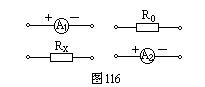 + A₁ −
R₀
Rₓ
+ A₂ −
图116